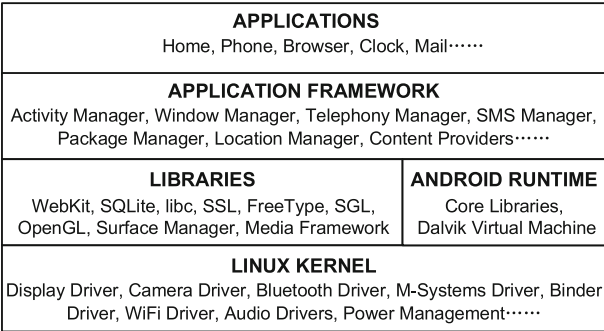 APPLICATIONS
Home, Phone, Browser, Clock, Mail⋯⋯
APPLICATION FRAMEWORK
Activity Manager, Window Manager, Telephony Manager, SMS Manager,
Package Manager, Location Manager, Content Providers⋯⋯
LIBRARIES
WebKit, SQLite, libc, SSL, FreeType, SGL,
OpenGL, Surface Manager, Media Framework
ANDROID RUNTIME
Core Libraries,
Dalvik Virtual Machine
LINUX KERNEL
Display Driver, Camera Driver, Bluetooth Driver, M-Systems Driver, Binder
Driver, WiFi Driver, Audio Drivers, Power Management⋯⋯